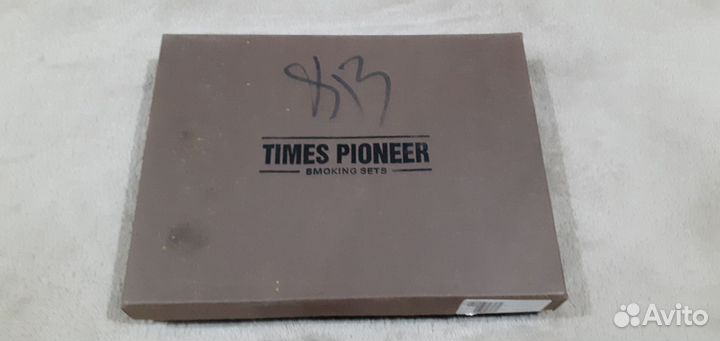 TIMES PIONEER
SMOKING SETS
Avito